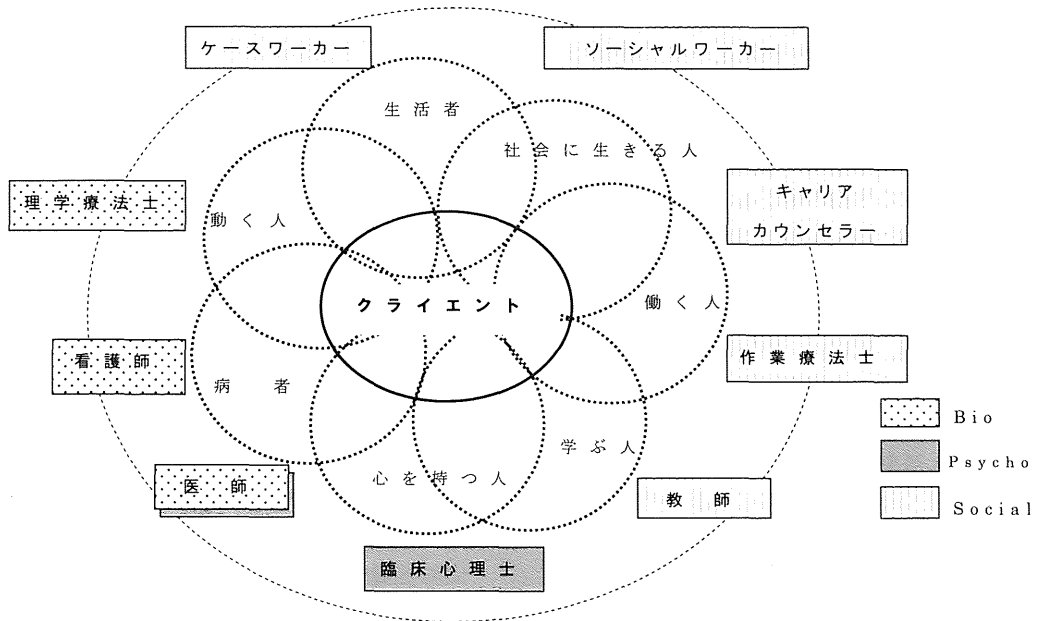 ケースワーカー
ソーシャルワーカー
生活者
社会に生きる人
理学療法士
動く人
キャリア
カウンセラー
クライエント
働く人
看護師
病者
作業療法士
学ぶ人
心を持つ人
医師
教師
臨床心理士
Bio
Psycho
Social